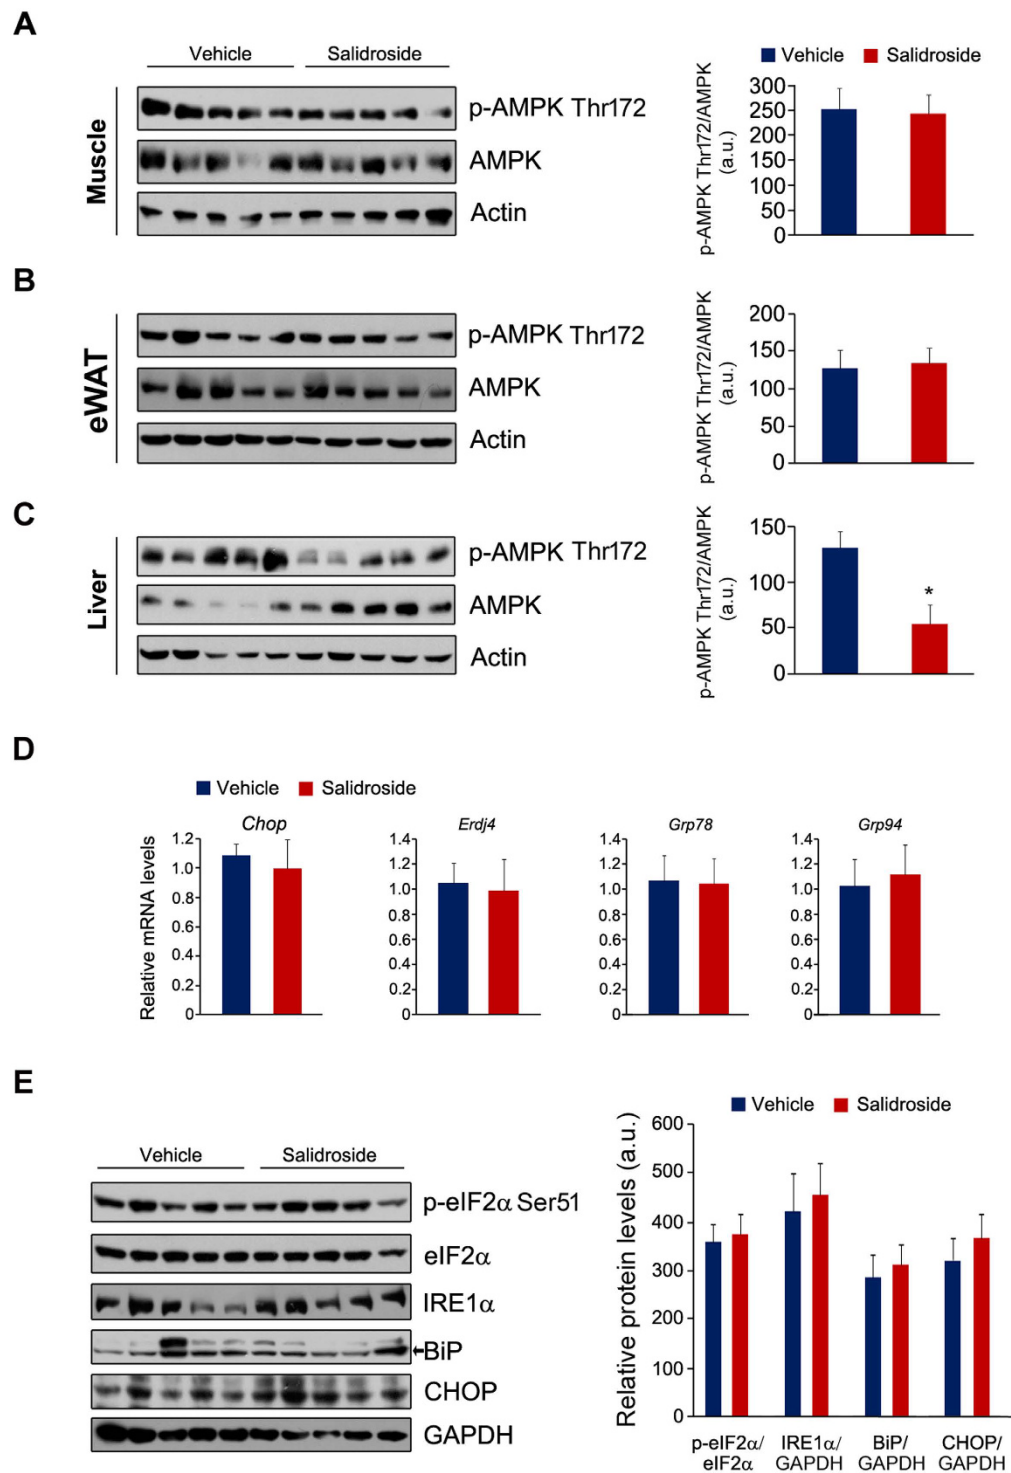 A
Vehicle Salidroside
Muscle
p-AMPK Thr172
AMPK
Actin
Vehicle Salidroside
p-AMPK Thr172/AMPK
(a.u.)
300
250
200
150
100
50
0
B
eWAT
p-AMPK Thr172
AMPK
Actin
p-AMPK Thr172/AMPK
(a.u.)
200
150
100
50
0
C
Liver
p-AMPK Thr172
AMPK
Actin
p-AMPK Thr172/AMPK
(a.u.)
150
100
50
0
*
D
Vehicle Salidroside
Relative mRNA levels
Chop
1.2
1.0
0.8
0.6
0.4
0.2
0
Erdj4
1.4
1.2
1.0
0.8
0.6
0.4
0.2
0
Grp78
1.4
1.2
1.0
0.8
0.6
0.4
0.2
0
Grp94
1.4
1.2
1.0
0.8
0.6
0.4
0.2
0
E
Vehicle Salidroside
p-eIF2α Ser51
eIF2α
IRE1α
BiP
CHOP
GAPDH
Vehicle Salidroside
Relative protein levels (a.u.)
600
500
400
300
200
100
0
p-eIF2α/ IRE1α/ BiP/ CHOP/
eIF2α GAPDH GAPDH GAPDH